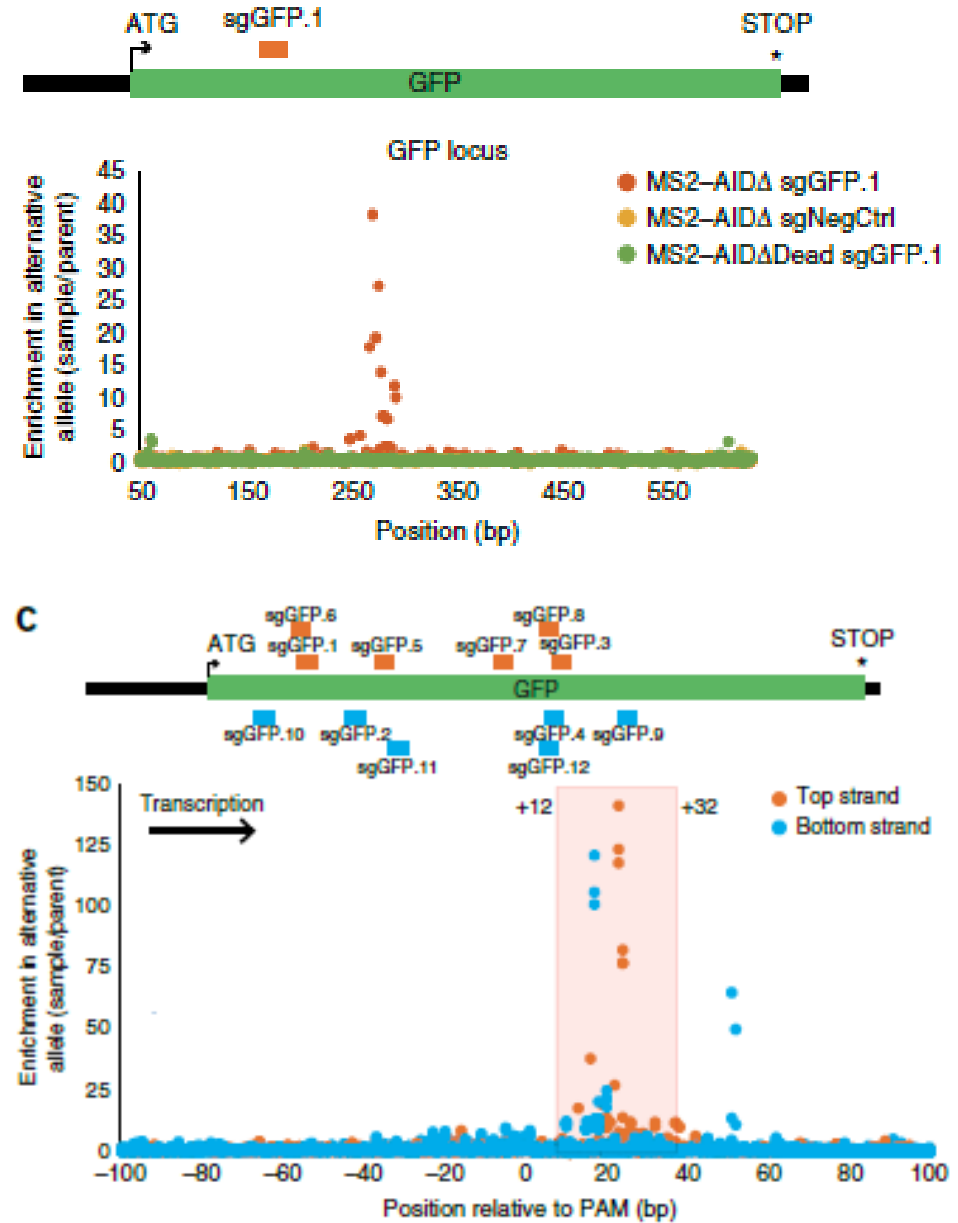 ATG
sgGFP.1
STOP
*
GFP
GFP locus
MS2–AIDΔ sgGFP.1
MS2–AIDΔ sgNegCtrl
MS2–AIDΔDead sgGFP.1
Enrichment in alternative
allele (sample/parent)
45
40
35
30
25
20
15
10
5
0
50 150 250 350 450 550
Position (bp)
C
sgGFP.6 sgGFP.8
ATG sgGFP.1 sgGFP.5 sgGFP.7 sgGFP.3 STOP
*
GFP
sgGFP.10 sgGFP.2 sgGFP.4 sgGFP.9
sgGFP.11 sgGFP.12
Transcription
+12
+32
Top strand
Bottom strand
Enrichment in alternative
allele (sample/parent)
150
125
100
75
50
25
0
–100 –80 –60 –40 –20 0 20 40 60 80 100
Position relative to PAM (bp)